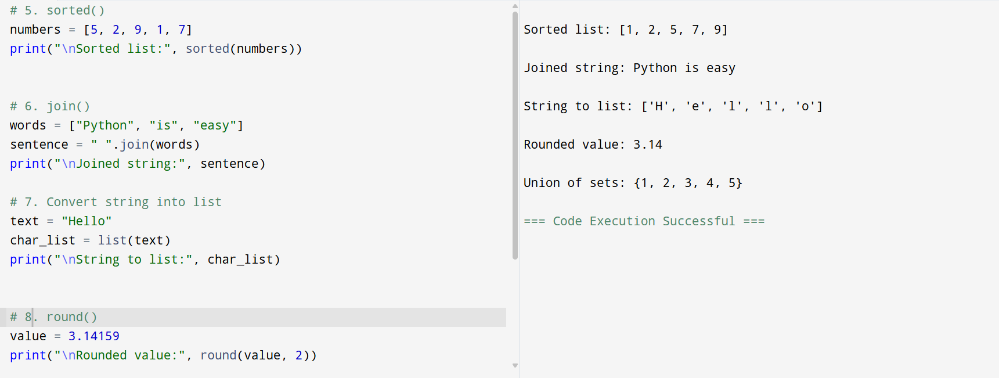 # 5. sorted()
numbers = [5, 2, 9, 1, 7]
print("\nSorted list:", sorted(numbers))
# 6. join()
words = ["Python", "is", "easy"]
sentence = " ".join(words)
print("\nJoined string:", sentence)
# 7. Convert string into list
text = "Hello"
char_list = list(text)
print("\nString to list:", char_list)
# 8. round()
value = 3.14159
print("\nRounded value:", round(value, 2))
Sorted list: [1, 2, 5, 7, 9]
Joined string: Python is easy
String to list: ['H', 'e', 'l', 'l', 'o']
Rounded value: 3.14
Union of sets: {1, 2, 3, 4, 5}
=== Code Execution Successful ===